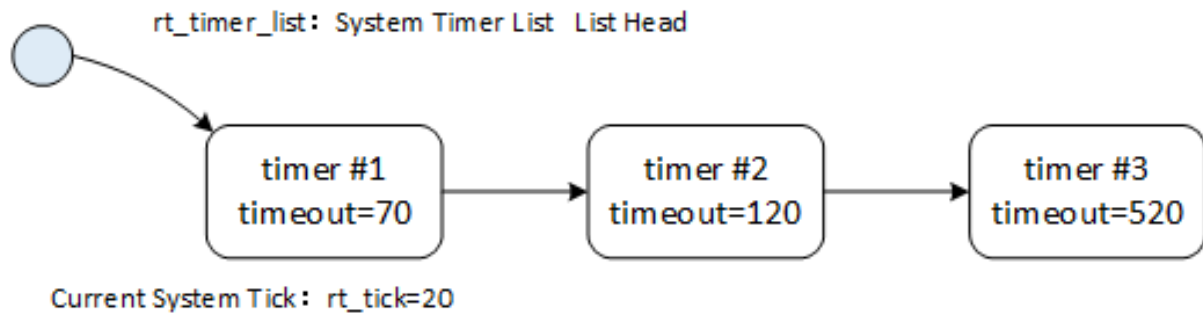 rt_timer_list: System Timer List List Head
timer #1
timeout=70
timer #2
timeout=120
timer #3
timeout=520
Current System Tick: rt_tick=20